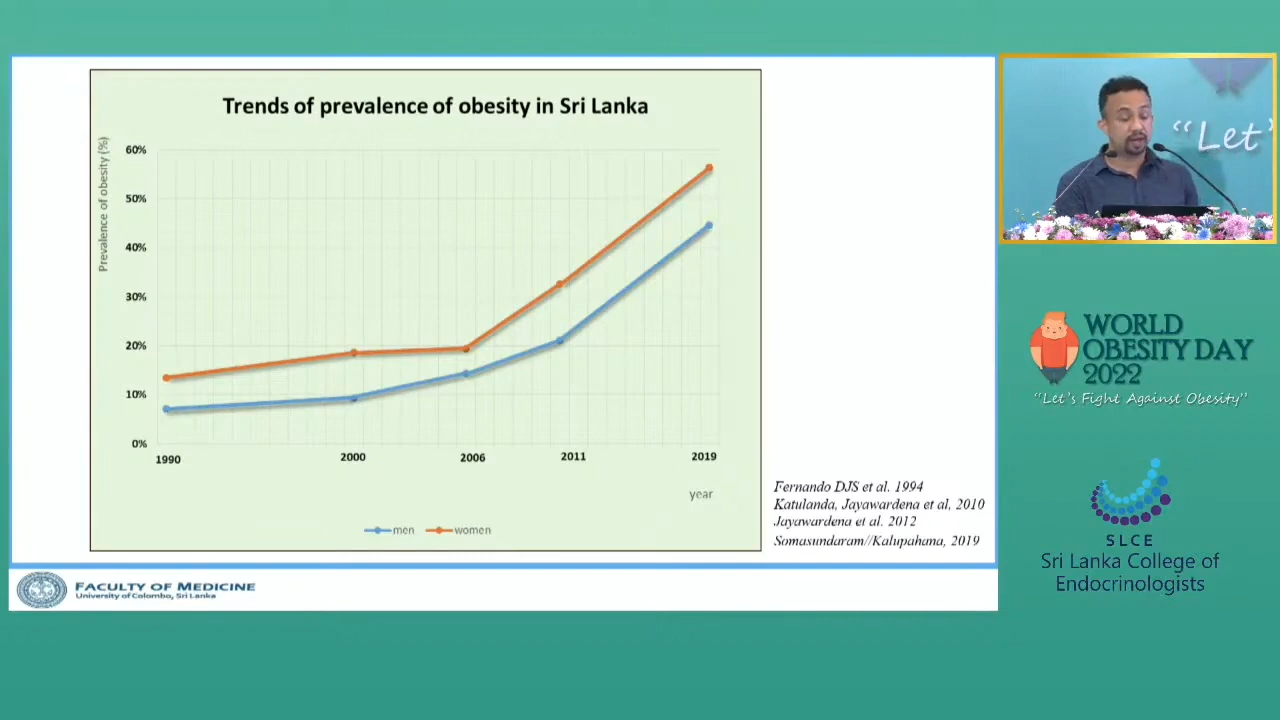 Trends of prevalence of obesity in Sri Lanka
Prevalence of obesity (%)
60%
50%
40%
30%
20%
10%
0%
1990
2000
2006
2011
2019
year
men
women
Fernando DJS et al. 1994
Katulanda, Jayawardena et al, 2010
Jayawardena et al. 2012
Somasundaram//Kalupahana, 2019
FACULTY OF MEDICINE
University of Colombo, Sri Lanka
“Let’
WORLD
OBESITY DAY
2022
“Let’s Fight Against Obesity”
SLCE
Sri Lanka College of
Endocrinologists